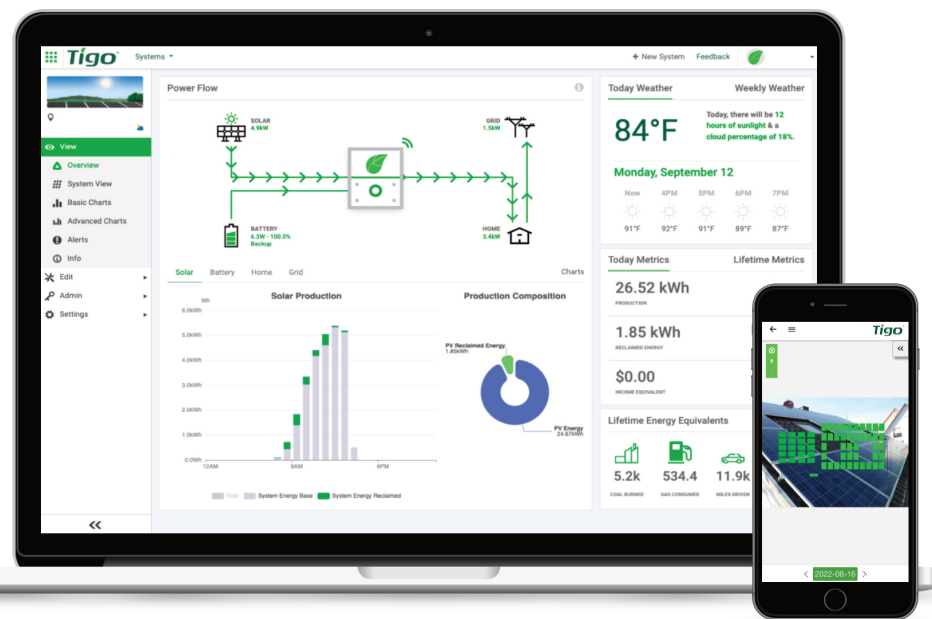 Tigo
Systems
+ New System
Feedback
View
Overview
System View
Basic Charts
Advanced Charts
Alerts
Info
Edit
Admin
Settings
Power Flow
SOLAR
4.9kW
GRID
1.5kW
BATTERY
6.3W - 100.0%
Backup
HOME
3.4kW
Solar
Battery
Home
Grid
Charts
Solar Production
Wh
6.0kWh
5.0kWh
4.0kWh
3.0kWh
2.0kWh
1.0kWh
0.0Wh
12AM
9AM
6PM
Total
System Energy Base
System Energy Reclaimed
Production Composition
PV Reclaimed Energy
1.85kWh
PV Energy
24.67kWh
Today Weather
Weekly Weather
84°F
Today, there will be 12
hours of sunlight & a
cloud percentage of 18%.
Monday, September 12
Now 4PM 5PM 6PM 7PM
91°F 92°F 91°F 89°F 87°F
Today Metrics
Lifetime Metrics
26.52 kWh
PRODUCTION
1.85 kWh
RECLAIMED ENERGY
$0.00
INCOME EQUIVALENT
Lifetime Energy Equivalents
5.2k 534.4 11.9k
COAL BURNED GAS CONSUMED MILES DRIVEN
Tigo
2022-08-16